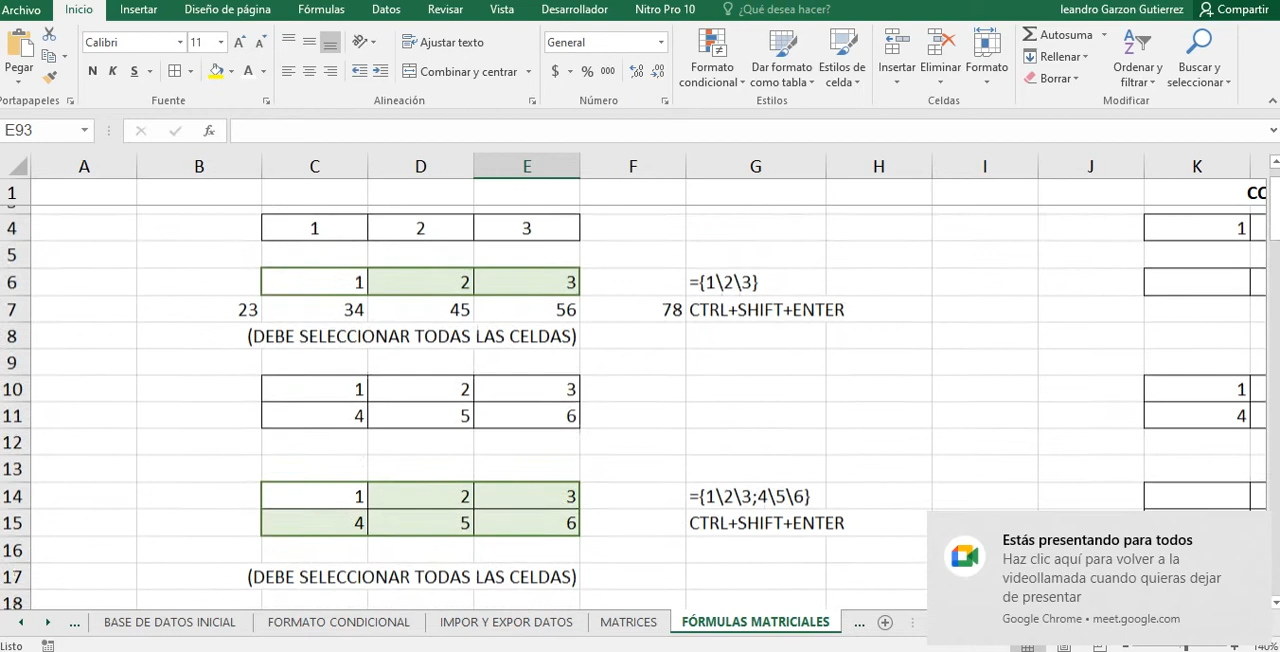 Archivo Inicio Insertar Diseño de página Fórmulas Datos Revisar Vista Desarrollador Nitro Pro 10 ¿Qué desea hacer? leandro Garzon Gutierrez Compartir
Calibri 11 Ajustar texto General Σ Autosuma
Rellenar
Pegar N K S A Combinar y centrar $ % 000 Formato condicional Dar formato como tabla Estilos de celda Insertar Eliminar Formato Borrar Ordenar y filtrar Buscar y seleccionar
Portapapeles Fuente Alineación Número Estilos Celdas Modificar
E93 fx
A B C D E F G H I J K
1 CO
4 1 2 3 1
5
6 1 2 3 ={1\2\3}
7 23 34 45 56 78 CTRL+SHIFT+ENTER
8 (DEBE SELECCIONAR TODAS LAS CELDAS)
9
10 1 2 3 1
11 4 5 6 4
12
13
14 1 2 3 ={1\2\3;4\5\6}
15 4 5 6 CTRL+SHIFT+ENTER
16
17 (DEBE SELECCIONAR TODAS LAS CELDAS)
18
Estás presentando para todos
Haz clic aquí para volver a la
videollamada cuando quieras dejar
de presentar
Google Chrome • meet.google.com
... BASE DE DATOS INICIAL FORMATO CONDICIONAL IMPOR Y EXPOR DATOS MATRICES FÓRMULAS MATRICIALES ...
Listo 140%